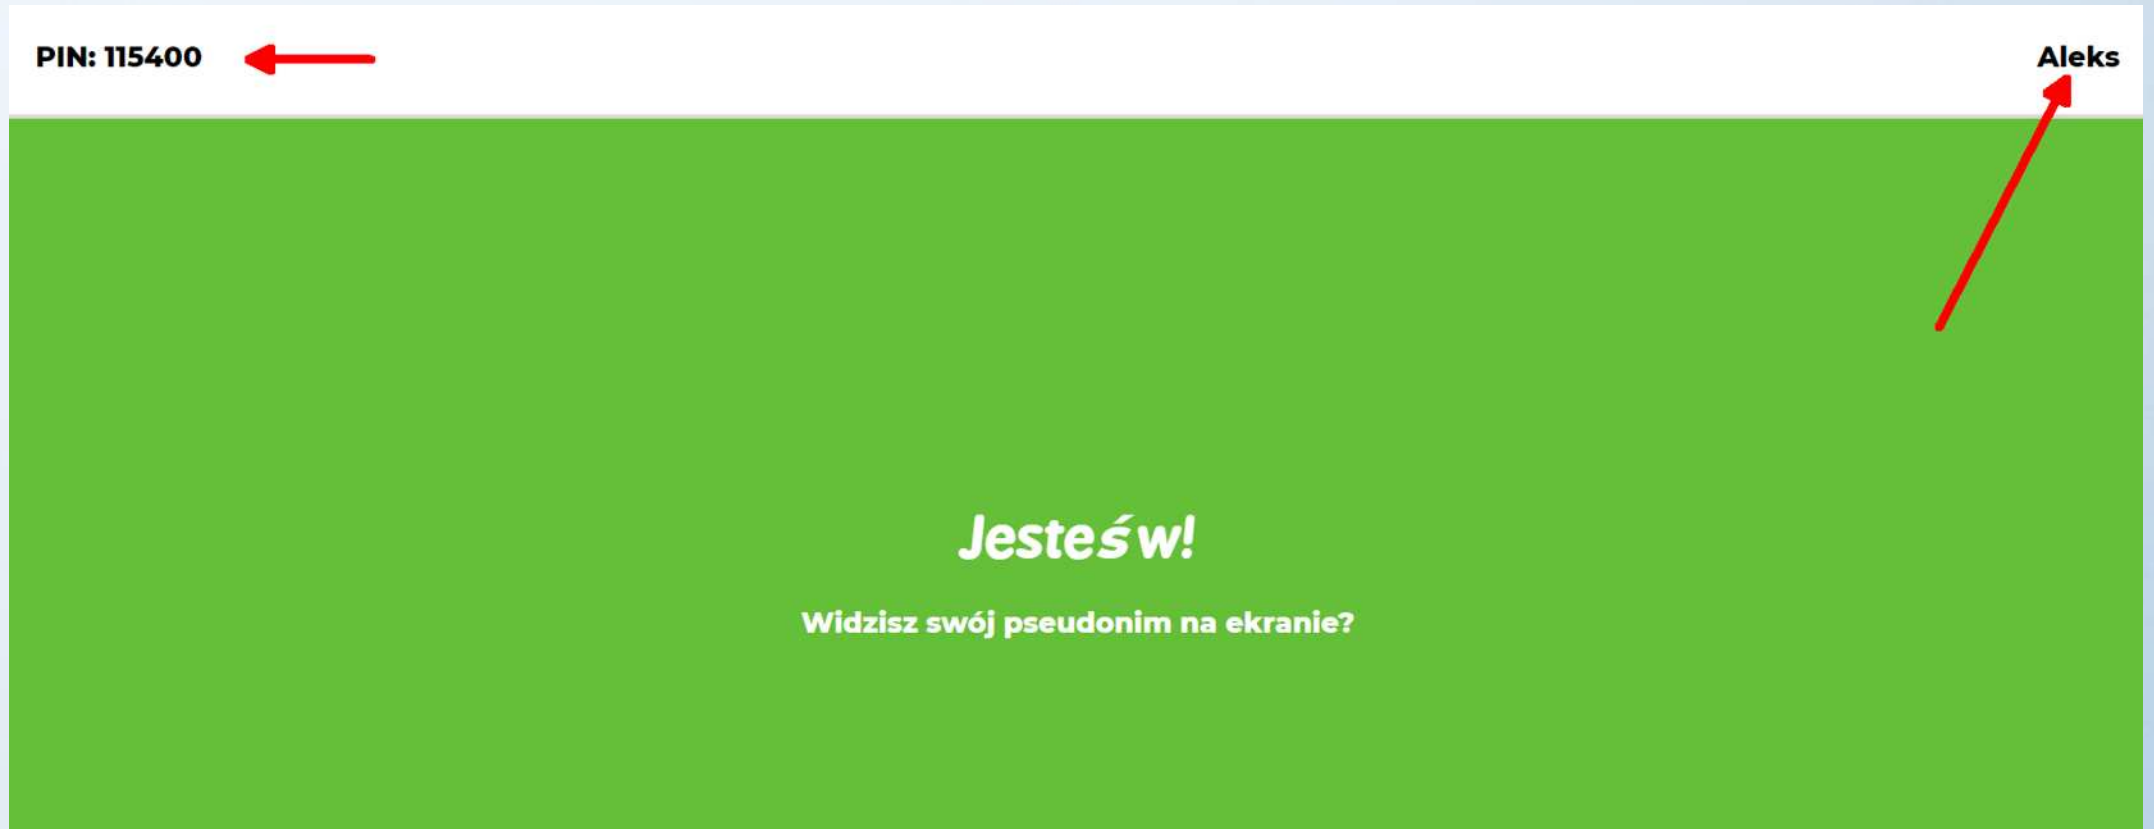 PIN: 115400
Aleks
Jesteś w!
Widzisz swój pseudonim na ekranie?